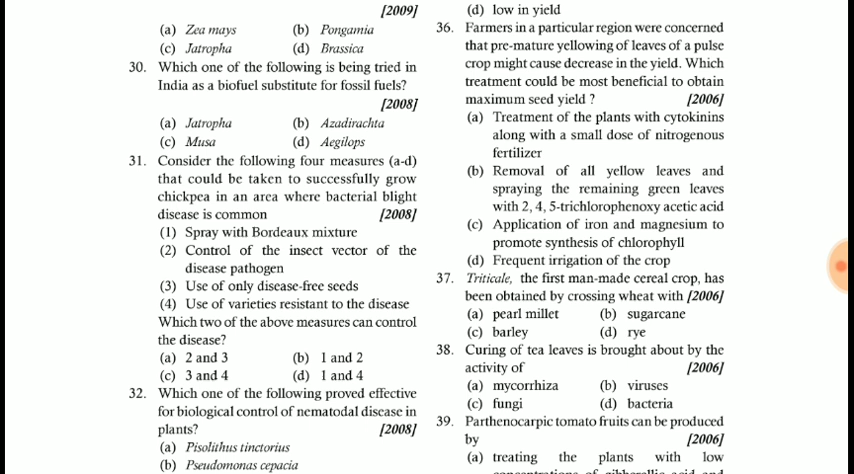 [2009]
(a) Zea mays (b) Pongamia
(c) Jatropha (d) Brassica
30. Which one of the following is being tried in
India as a biofuel substitute for fossil fuels?
[2008]
(a) Jatropha (b) Azadirachta
(c) Musa (d) Aegilops
31. Consider the following four measures (a-d)
that could be taken to successfully grow
chickpea in an area where bacterial blight
disease is common [2008]
(1) Spray with Bordeaux mixture
(2) Control of the insect vector of the
disease pathogen
(3) Use of only disease-free seeds
(4) Use of varieties resistant to the disease
Which two of the above measures can control
the disease?
(a) 2 and 3 (b) 1 and 2
(c) 3 and 4 (d) 1 and 4
32. Which one of the following proved effective
for biological control of nematodal disease in
plants? [2008]
(a) Pisolithus tinctorius
(b) Pseudomonas cepacia
(d) low in yield
36. Farmers in a particular region were concerned
that pre-mature yellowing of leaves of a pulse
crop might cause decrease in the yield. Which
treatment could be most beneficial to obtain
maximum seed yield ? [2006]
(a) Treatment of the plants with cytokinins
along with a small dose of nitrogenous
fertilizer
(b) Removal of all yellow leaves and
spraying the remaining green leaves
with 2, 4, 5-trichlorophenoxy acetic acid
(c) Application of iron and magnesium to
promote synthesis of chlorophyll
(d) Frequent irrigation of the crop
37. Triticale, the first man-made cereal crop, has
been obtained by crossing wheat with [2006]
(a) pearl millet (b) sugarcane
(c) barley (d) rye
38. Curing of tea leaves is brought about by the
activity of [2006]
(a) mycorrhiza (b) viruses
(c) fungi (d) bacteria
39. Parthenocarpic tomato fruits can be produced
by [2006]
(a) treating the plants with low
concentrations of gibberellic acid and